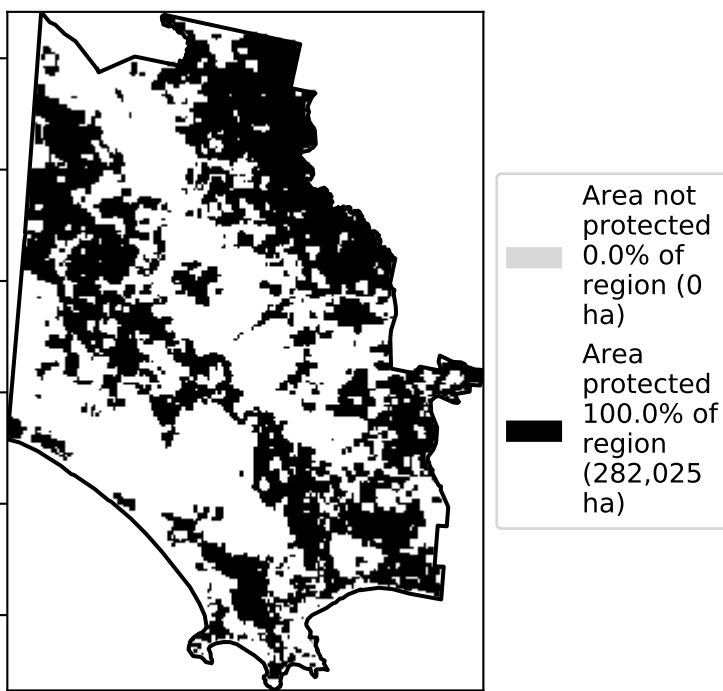 Area not
protected
0.0% of
region (0
ha)
Area
protected
100.0% of
region
(282,025
ha)